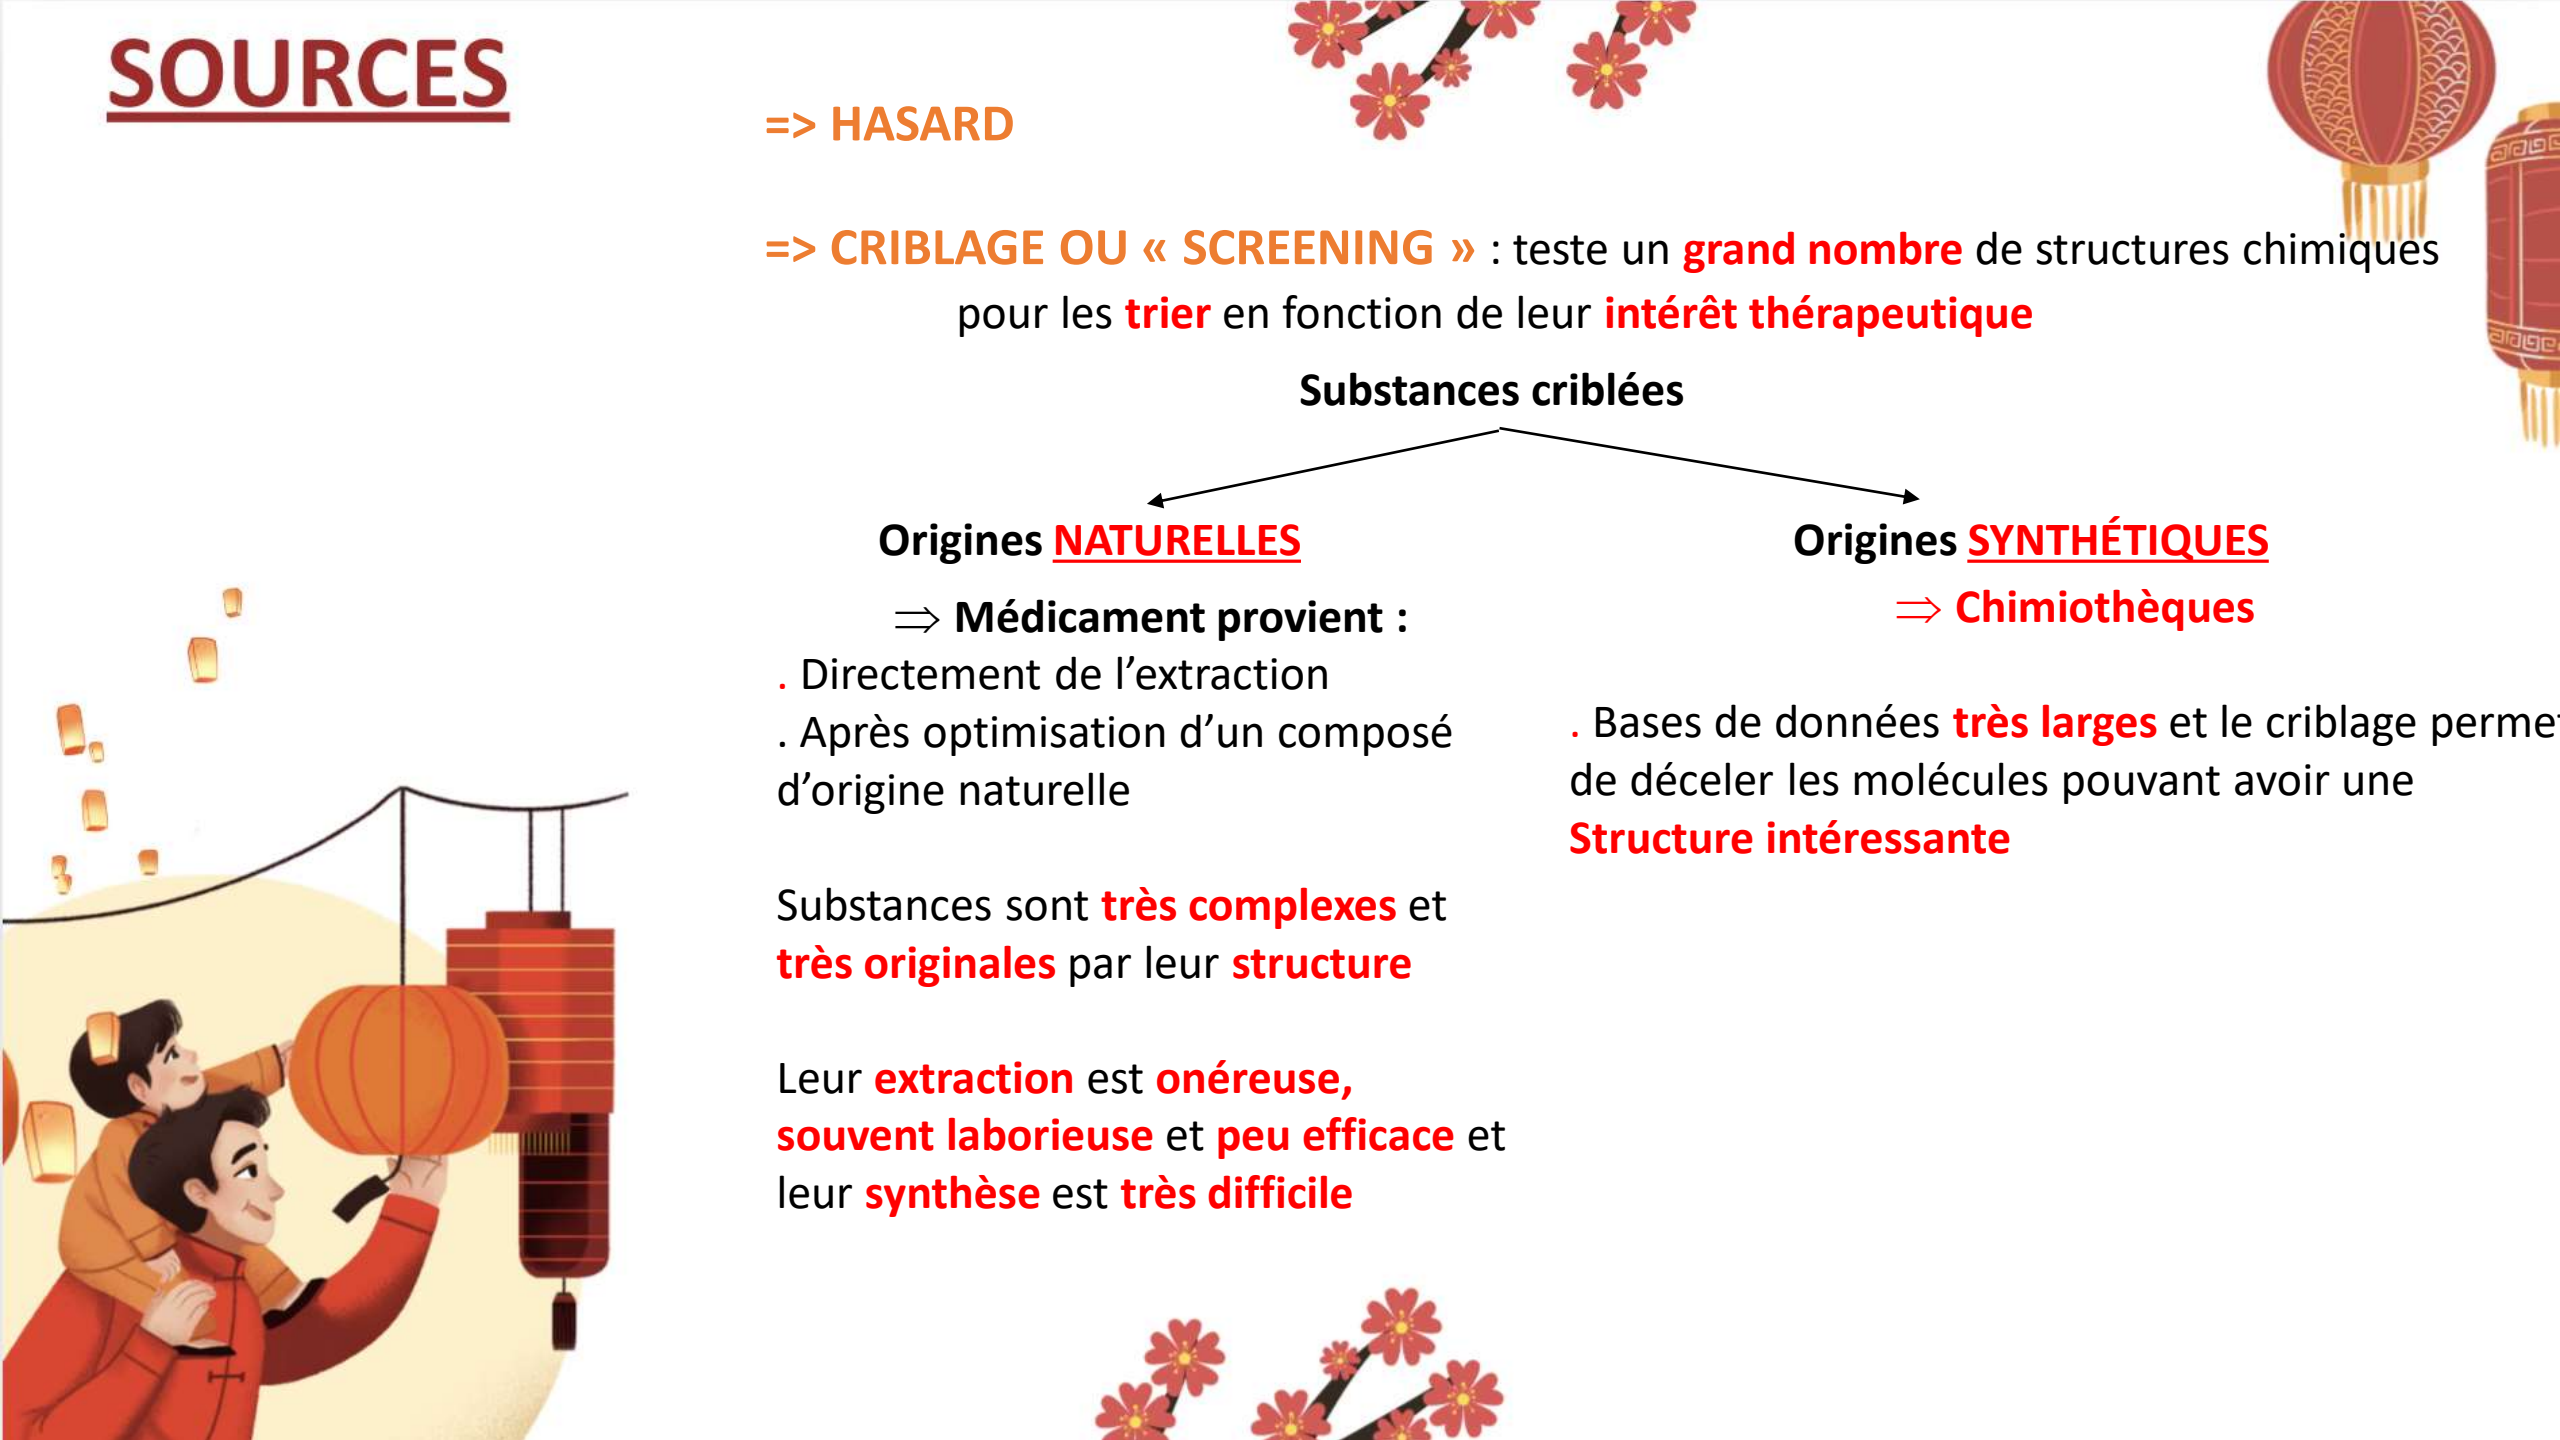 SOURCES
=> HASARD
=> CRIBLAGE OU « SCREENING » : teste un grand nombre de structures chimiques
pour les trier en fonction de leur intérêt thérapeutique
Substances criblées
Origines NATURELLES
⇒ Médicament provient :
. Directement de l’extraction
. Après optimisation d’un composé
d’origine naturelle
Substances sont très complexes et
très originales par leur structure
Leur extraction est onéreuse,
souvent laborieuse et peu efficace et
leur synthèse est très difficile
Origines SYNTHÉTIQUES
⇒ Chimiothèques
. Bases de données très larges et le criblage permet
de déceler les molécules pouvant avoir une
Structure intéressante